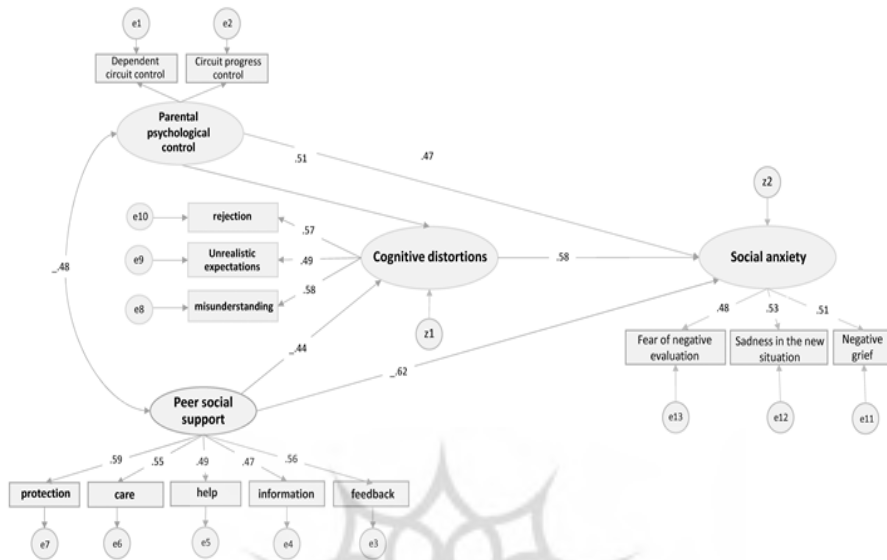 e1
e2
Dependent
circuit control
Circuit progress
control
Parental
psychological
control
.51
.47
z2
e10
rejection
.57
e9
Unrealistic
expectations
.49
Cognitive distortions
.58
Social anxiety
_.48
e8
misunderstanding
.58
z1
.48
.53
.51
_.44
Fear of negative
evaluation
Sadness in the new
situation
Negative
grief
_.62
Peer social
support
e13
e12
e11
.59
.55
.49
.47
.56
protection
care
help
information
feedback
e7
e6
e5
e4
e3